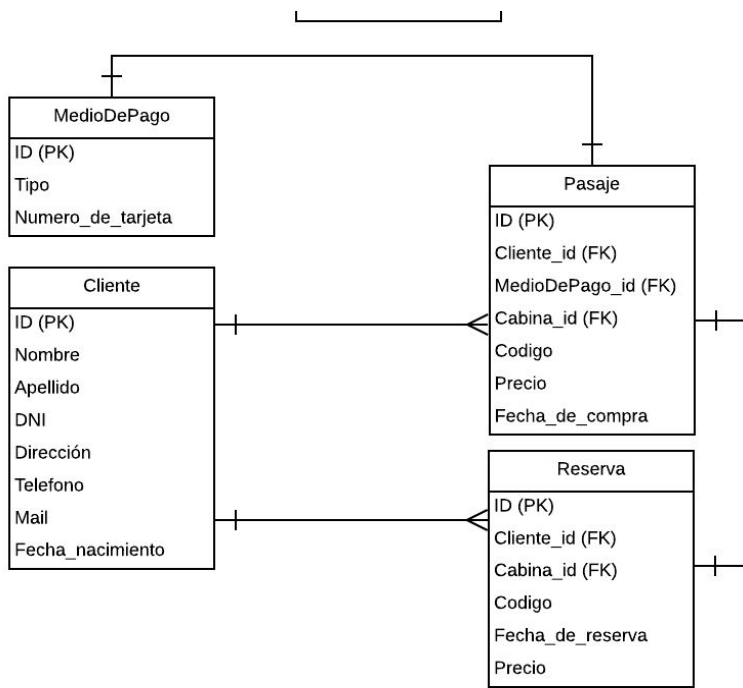 MedioDePago
ID (PK)
Tipo
Numero_de_tarjeta
Cliente
ID (PK)
Nombre
Apellido
DNI
Dirección
Telefono
Mail
Fecha_nacimiento
Pasaje
ID (PK)
Cliente_id (FK)
MedioDePago_id (FK)
Cabina_id (FK)
Codigo
Precio
Fecha_de_compra
Reserva
ID (PK)
Cliente_id (FK)
Cabina_id (FK)
Codigo
Fecha_de_reserva
Precio